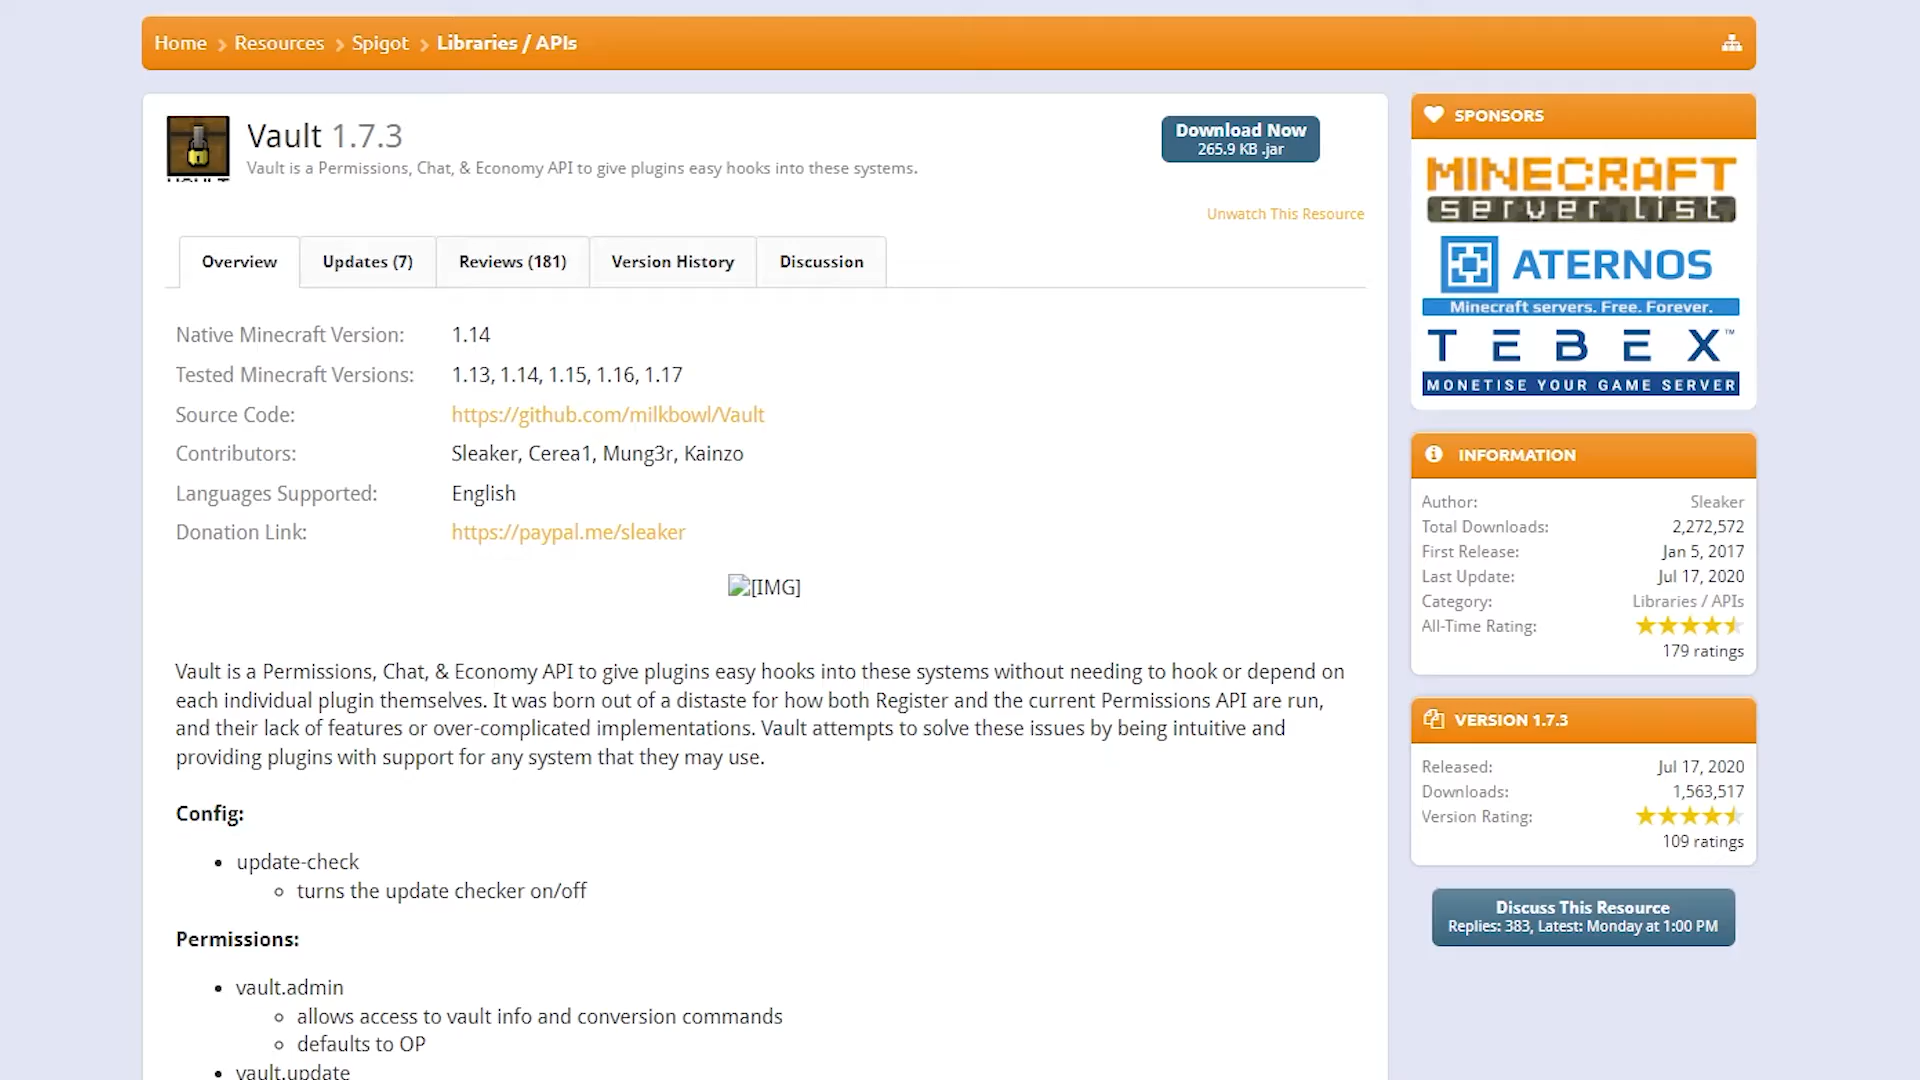 Home Resources Spigot Libraries / APIs
Vault 1.7.3
Vault is a Permissions, Chat, & Economy API to give plugins easy hooks into these systems.
Download Now
265.9 KB .jar
Unwatch This Resource
Overview
Updates (7)
Reviews (181)
Version History
Discussion
Native Minecraft Version: 1.14
Tested Minecraft Versions: 1.13, 1.14, 1.15, 1.16, 1.17
Source Code: https://github.com/milkbowl/Vault
Contributors: Sleaker, Cerea1, Mung3r, Kainzo
Languages Supported: English
Donation Link: https://paypal.me/sleaker
[IMG]
Vault is a Permissions, Chat, & Economy API to give plugins easy hooks into these systems without needing to hook or depend on
each individual plugin themselves. It was born out of a distaste for how both Register and the current Permissions API are run,
and their lack of features or over-complicated implementations. Vault attempts to solve these issues by being intuitive and
providing plugins with support for any system that they may use.
Config:
update-check
turns the update checker on/off
Permissions:
vault.admin
allows access to vault info and conversion commands
defaults to OP
vault.update
SPONSORS
MINECRAFT
server list
ATERNOS
Minecraft servers. Free. Forever.
TEBEX™
MONETISE YOUR GAME SERVER
INFORMATION
Author: Sleaker
Total Downloads: 2,272,572
First Release: Jan 5, 2017
Last Update: Jul 17, 2020
Category: Libraries / APIs
All-Time Rating:
179 ratings
VERSION 1.7.3
Released: Jul 17, 2020
Downloads: 1,563,517
Version Rating:
109 ratings
Discuss This Resource
Replies: 383, Latest: Monday at 1:00 PM